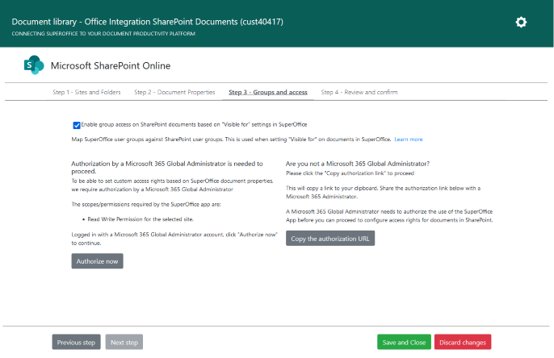 Document library - Office Integration SharePoint Documents (cust40417)
CONNECTING SUPEROFFICE TO YOUR DOCUMENT PRODUCTIVITY PLATFORM
S
Microsoft SharePoint Online
Step 1 - Sites and Folders Step 2 - Document Properties Step 3 - Groups and access Step 4 - Review and confirm
Enable group access on SharePoint documents based on "Visible for" settings in SuperOffice
Map SuperOffice user groups against SharePoint user groups. This is used when setting "Visible for" on documents in SuperOffice. Learn more
Authorization by a Microsoft 365 Global Administrator is needed to
proceed.
To be able to set custom access rights based on SuperOffice document properties,
we require authorization by a Microsoft 365 Global Administrator
The scopes/permissions required by the SuperOffice app are:
• Read Write Permission for the selected site.
Logged in with a Microsoft 365 Global Administrator account, click "Authorize now"
to continue.
Authorize now
Are you not a Microsoft 365 Global Administrator?
Please click the "Copy authorization link" to proceed
This will copy a link to your clipboard. Share the authorization link below with a
Microsoft 365 Administrator.
A Microsoft 365 Global Administrator needs to authorize the use of the SuperOffice
App before you can proceed to configure access rights for documents in SharePoint.
Copy the authorization URL
Previous step Next step Save and Close Discard changes